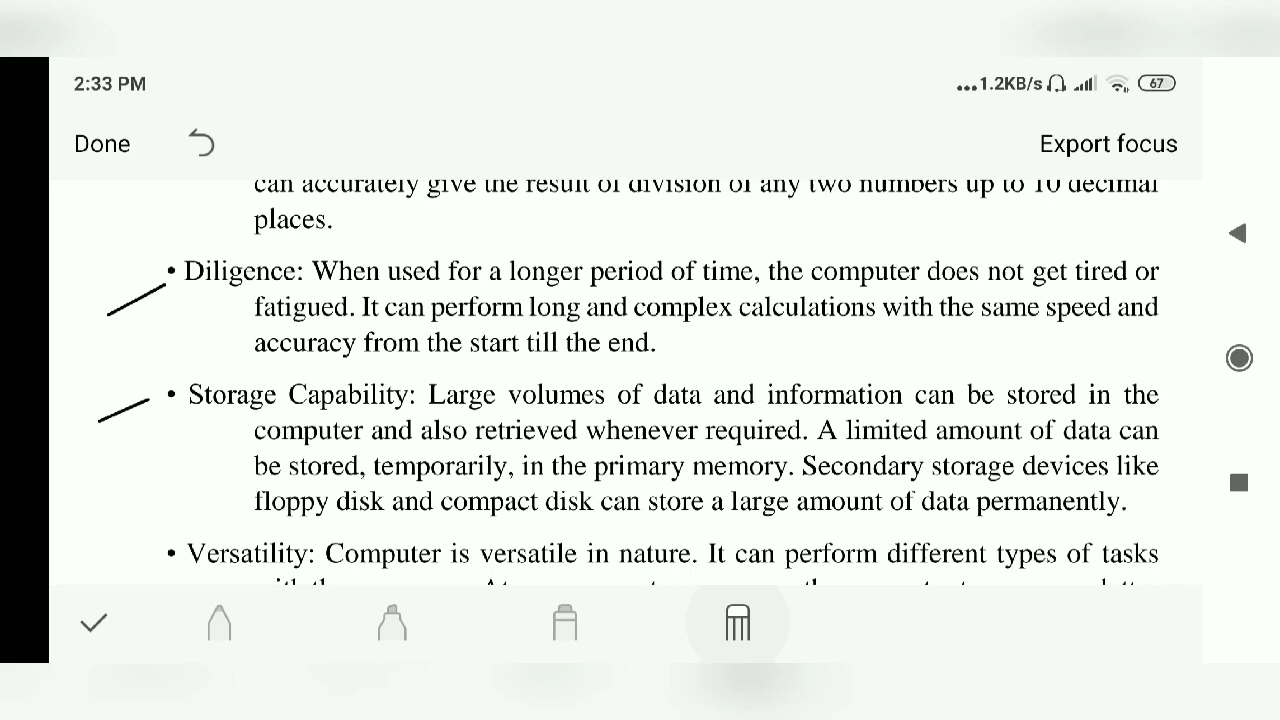 2:33 PM
...1.2KB/s 67
Done
Export focus
can accurately give the result of division of any two numbers up to 10 decimal
places.
• Diligence: When used for a longer period of time, the computer does not get tired or
fatigued. It can perform long and complex calculations with the same speed and
accuracy from the start till the end.
• Storage Capability: Large volumes of data and information can be stored in the
computer and also retrieved whenever required. A limited amount of data can
be stored, temporarily, in the primary memory. Secondary storage devices like
floppy disk and compact disk can store a large amount of data permanently.
• Versatility: Computer is versatile in nature. It can perform different types of tasks